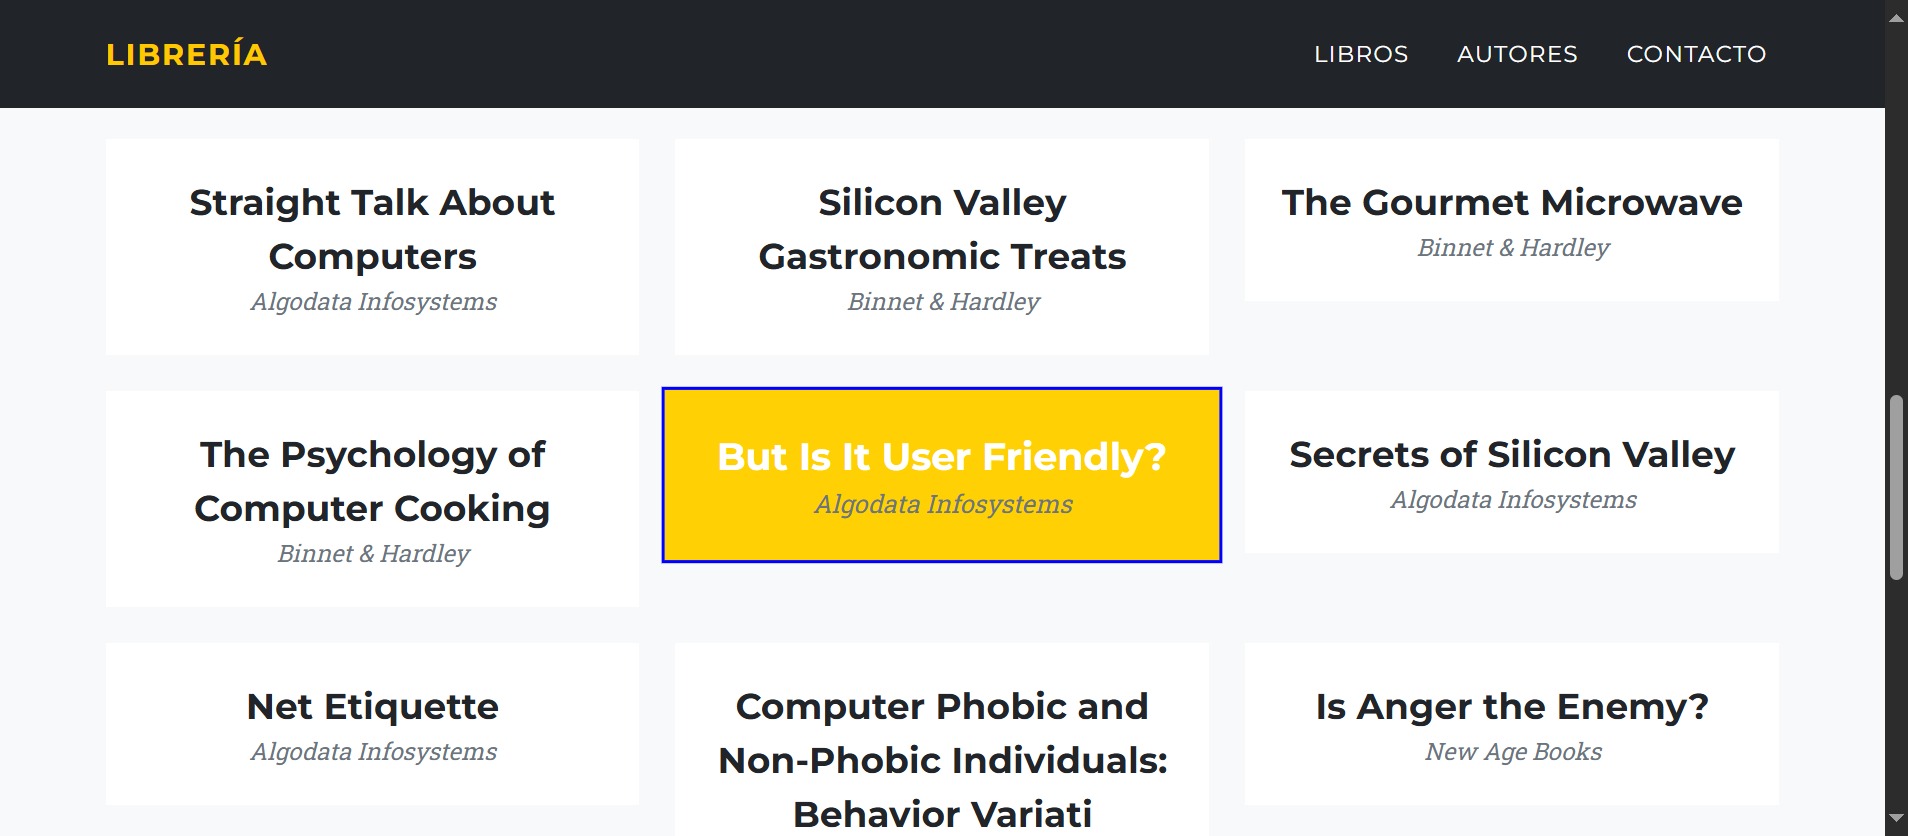 LIBRERÍA
LIBROS
AUTORES
CONTACTO
Straight Talk About
Computers
Algodata Infosystems
Silicon Valley
Gastronomic Treats
Binnet & Hardley
The Gourmet Microwave
Binnet & Hardley
The Psychology of
Computer Cooking
Binnet & Hardley
But Is It User Friendly?
Algodata Infosystems
Secrets of Silicon Valley
Algodata Infosystems
Net Etiquette
Algodata Infosystems
Computer Phobic and
Non-Phobic Individuals:
Behavior Variati
Is Anger the Enemy?
New Age Books